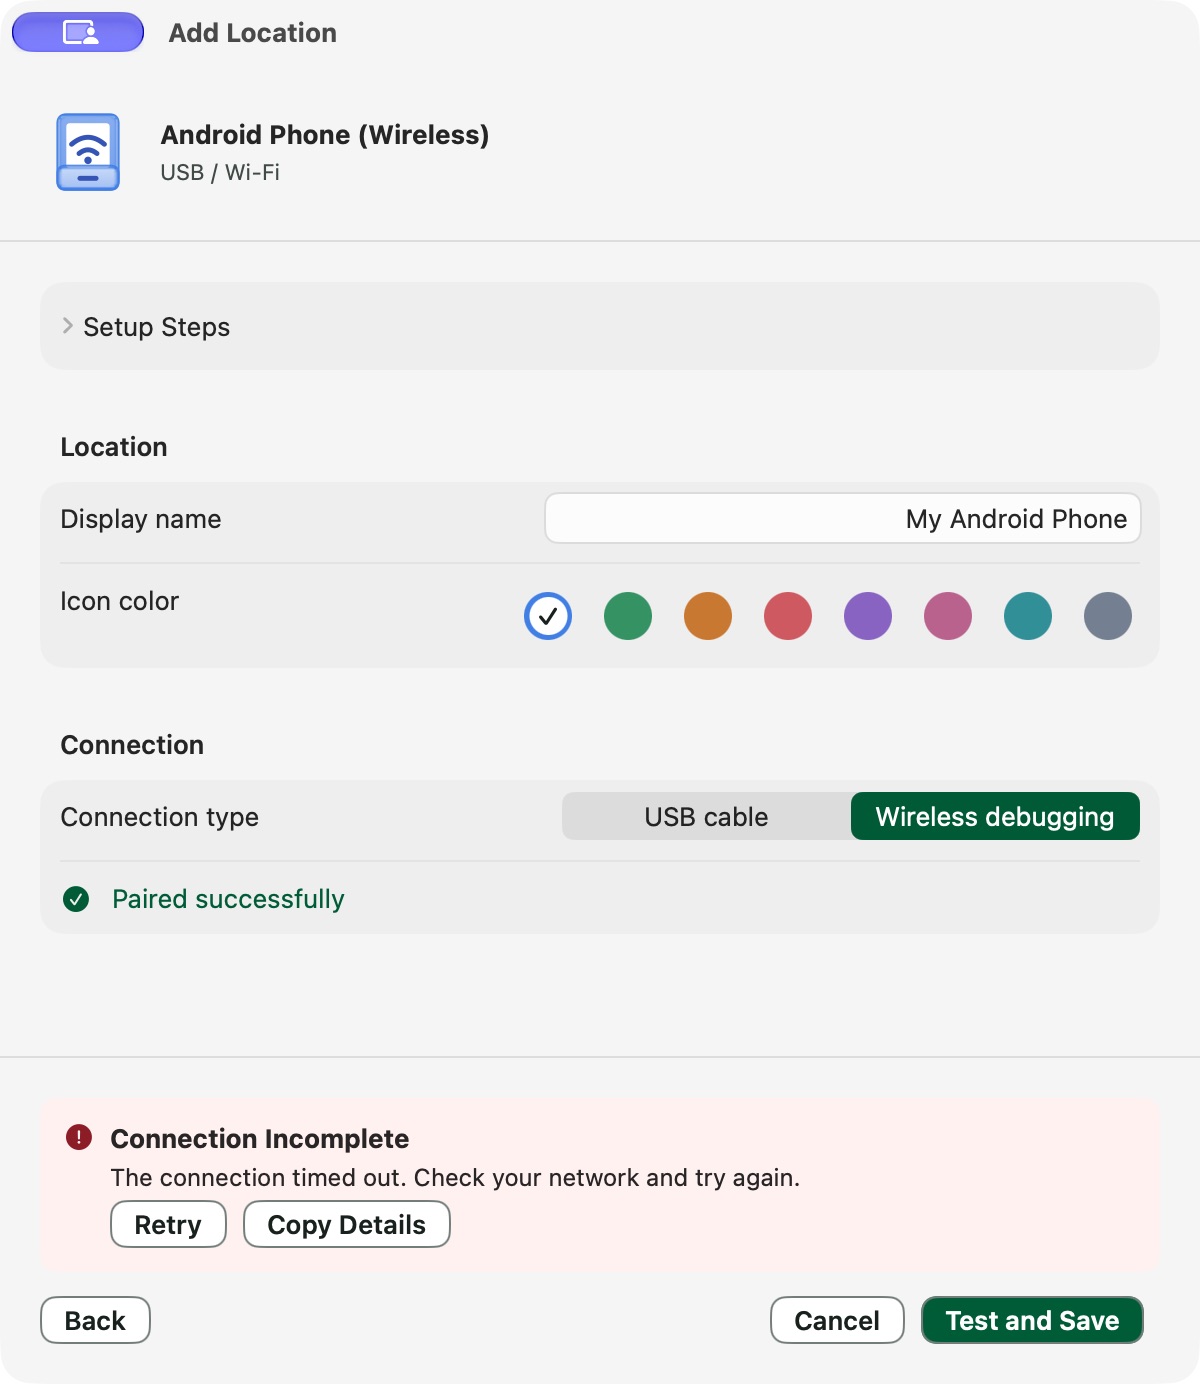 Add Location
Android Phone (Wireless)
USB / Wi-Fi
Setup Steps
Location
Display name
My Android Phone
Icon color
Connection
Connection type
USB cable
Wireless debugging
Paired successfully
Connection Incomplete
The connection timed out. Check your network and try again.
Retry
Copy Details
Back
Cancel
Test and Save